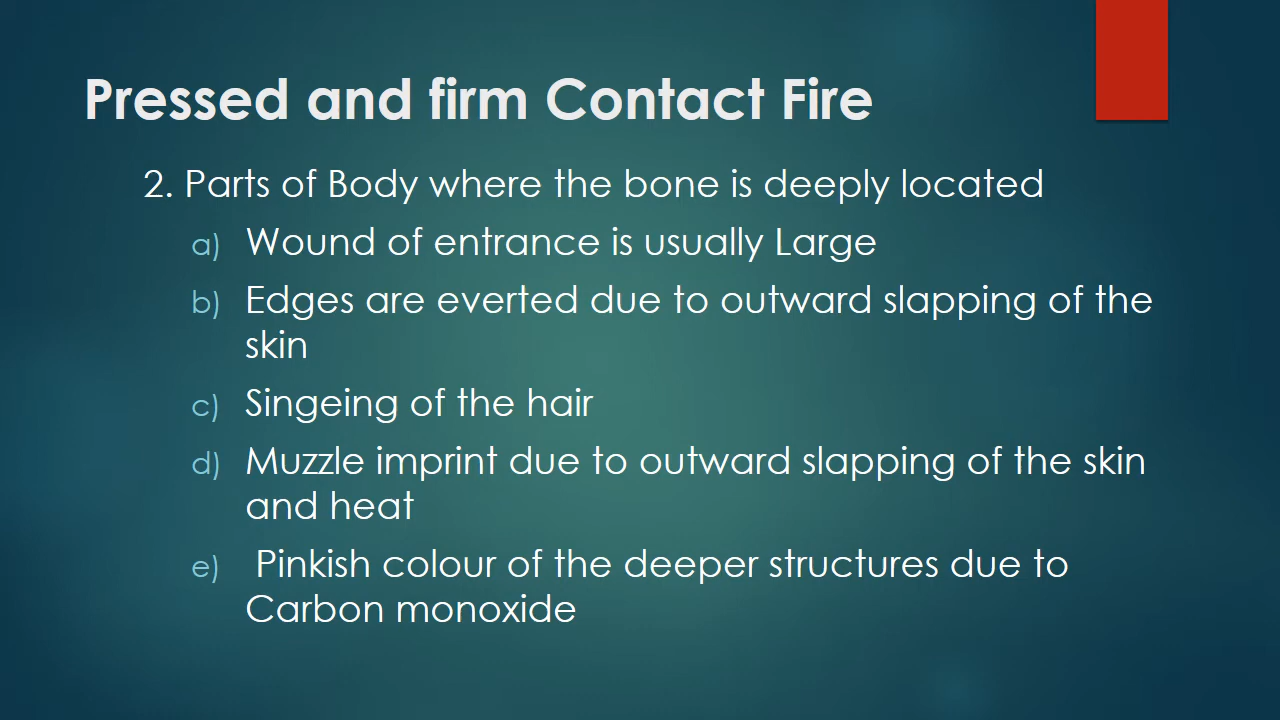 Pressed and firm Contact Fire
2. Parts of Body where the bone is deeply located
a) Wound of entrance is usually Large
b) Edges are everted due to outward slapping of the
skin
c) Singeing of the hair
d) Muzzle imprint due to outward slapping of the skin
and heat
e) Pinkish colour of the deeper structures due to
Carbon monoxide